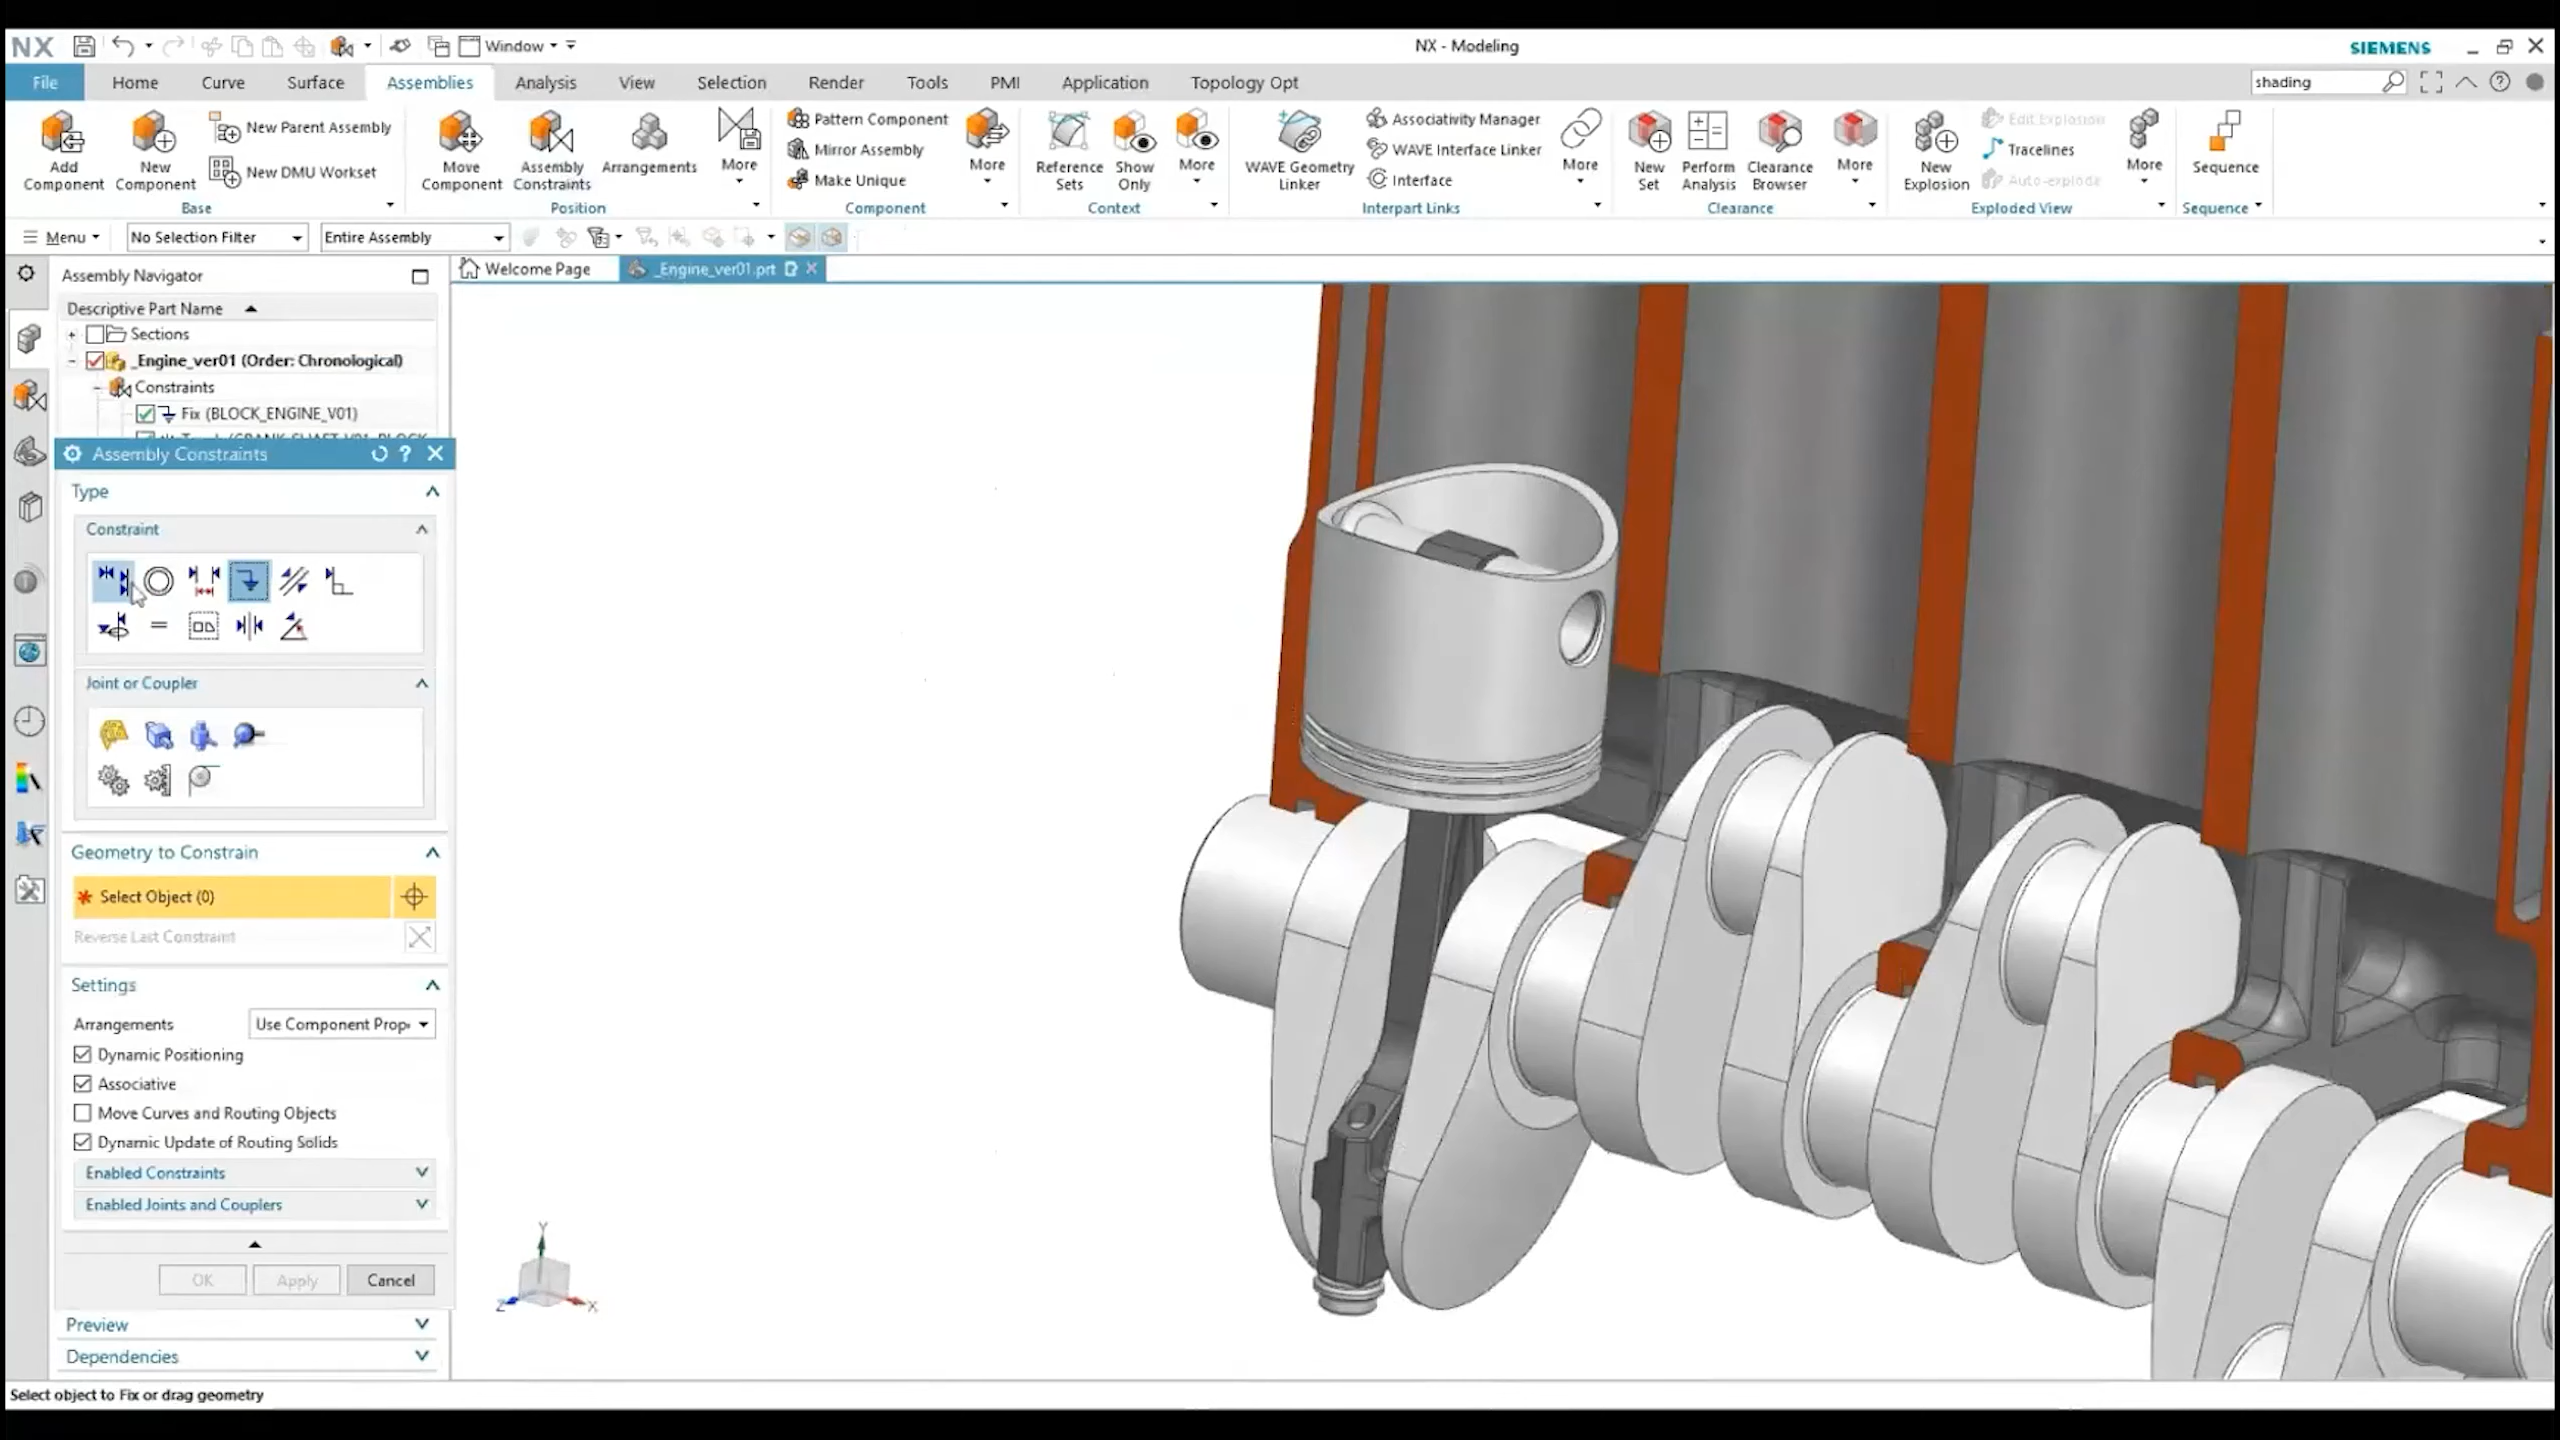 NX
Window
NX - Modeling
SIEMENS
File Home Curve Surface Assemblies Analysis View Selection Render Tools PMI Application Topology Opt
shading
Add Component
New Component
New Parent Assembly
New DMU Workset
Base
Move Component
Assembly Constraints
Arrangements
More
Position
Pattern Component
Mirror Assembly
Make Unique
More
Component
Reference Sets
Show Only
More
Context
WAVE Geometry Linker
Associativity Manager
WAVE Interface Linker
Interface
More
Interpart Links
New Set
Perform Analysis
Clearance Browser
More
Clearance
New Explosion
Edit Explosion
Tracelines
Auto-explode
More
Exploded View
Sequence
Sequence
Menu
No Selection Filter
Entire Assembly
Assembly Navigator
Welcome Page
_Engine_ver01.prt
Descriptive Part Name
Sections
_Engine_ver01 (Order: Chronological)
Constraints
Fix (BLOCK_ENGINE_V01)
Assembly Constraints
Type
Constraint
Joint or Coupler
Geometry to Constrain
* Select Object (0)
Reverse Last Constraint
Settings
Arrangements
Use Component Prop
Dynamic Positioning
Associative
Move Curves and Routing Objects
Dynamic Update of Routing Solids
Enabled Constraints
Enabled Joints and Couplers
OK Apply Cancel
Preview
Dependencies
Y
Z
X
Select object to Fix or drag geometry